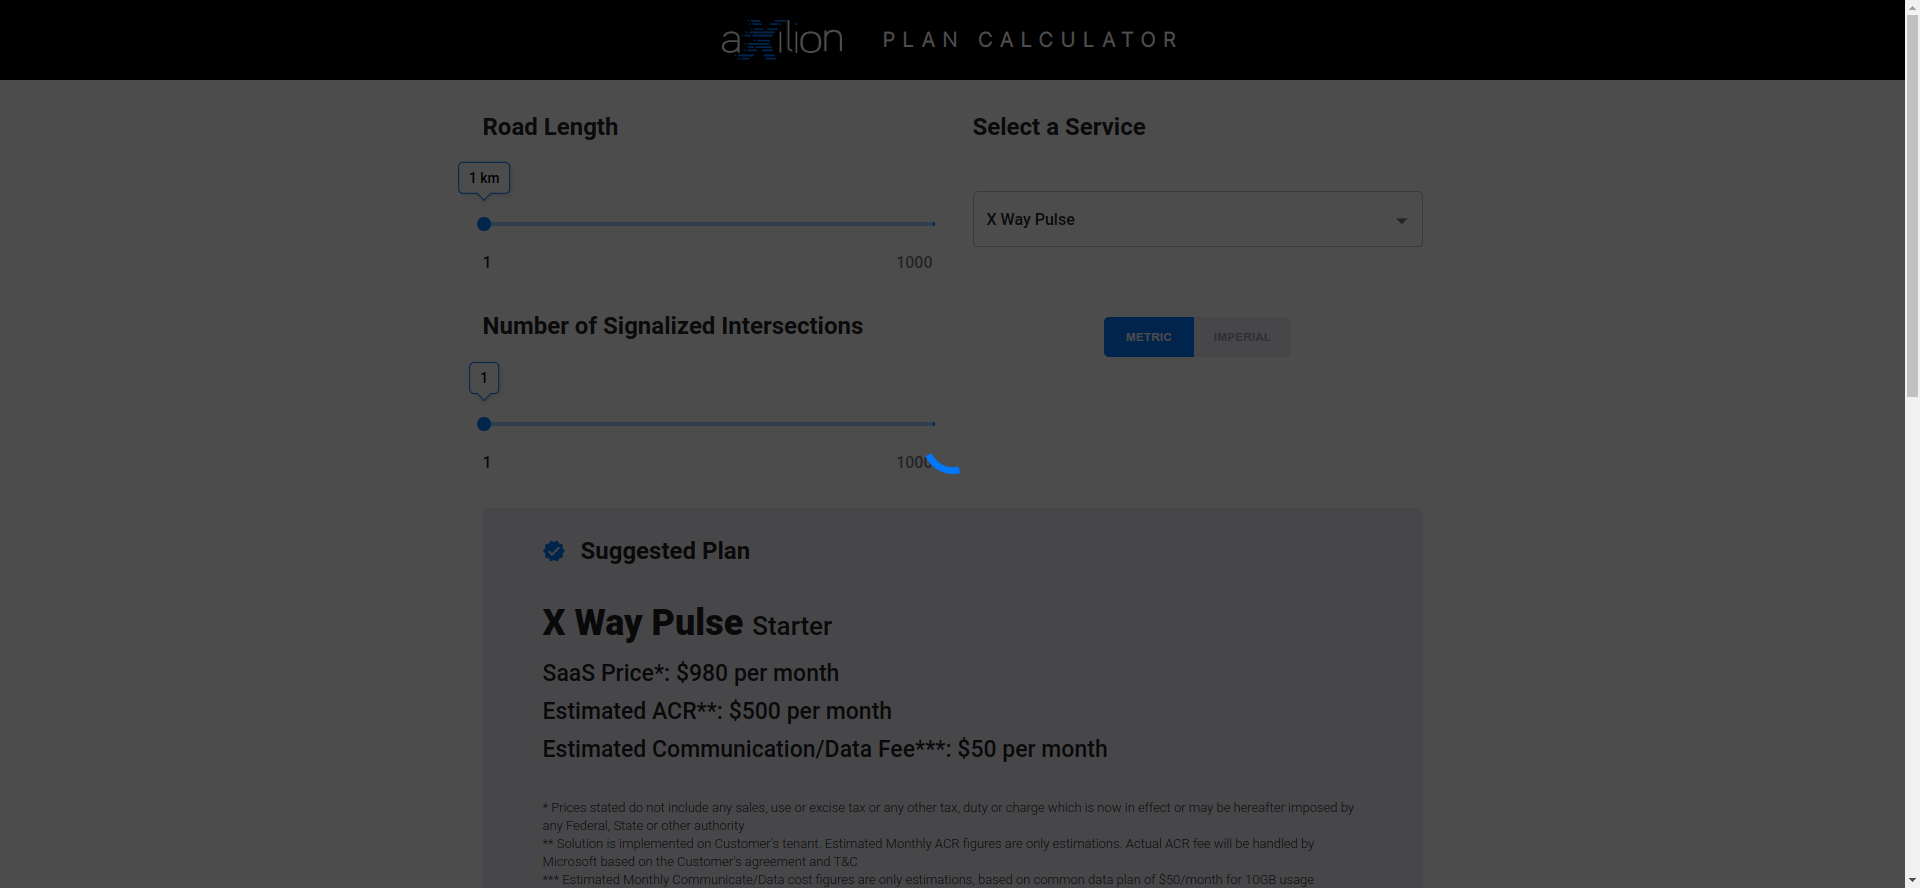 aXilion PLAN CALCULATOR
Road Length
Select a Service
1 km
X Way Pulse
1 1000
Number of Signalized Intersections
METRIC IMPERIAL
1
1 1000
Suggested Plan
X Way Pulse Starter
SaaS Price*: $980 per month
Estimated ACR**: $500 per month
Estimated Communication/Data Fee***: $50 per month
* Prices stated do not include any sales, use or excise tax or any other tax, duty or charge which is now in effect or may be hereafter imposed by
any Federal, State or other authority
** Solution is implemented on Customer's tenant. Estimated Monthly ACR figures are only estimations. Actual ACR fee will be handled by
Microsoft based on the Customer's agreement and T&C
*** Estimated Monthly Communicate/Data cost figures are only estimations, based on common data plan of $50/month for 10GB usage